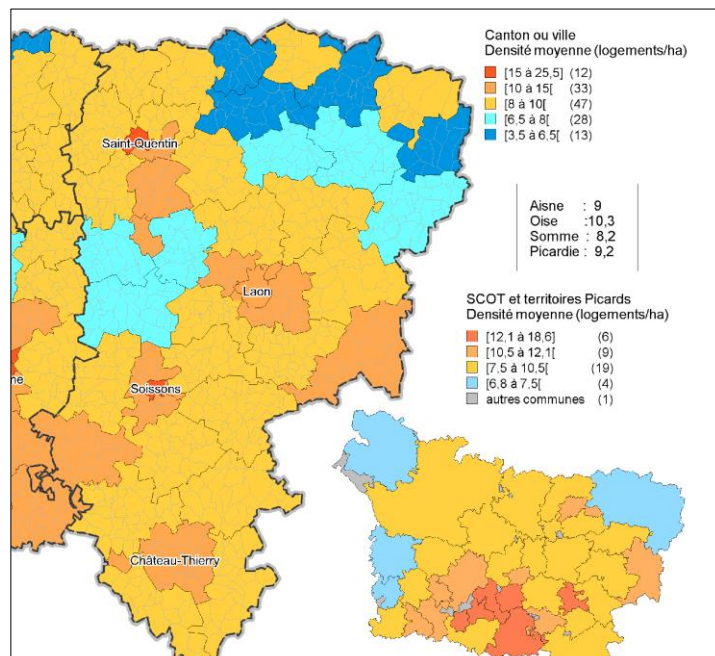 Canton ou ville
Densité moyenne (logements/ha)
[15 à 25,5] (12)
[10 à 15[ (33)
[8 à 10[ (47)
[6,5 à 8[ (28)
[3,5 à 6,5[ (13)
Saint-Quentin
Aisne : 9
Oise :10,3
Somme : 8,2
Picardie : 9,2
Laon
SCOT et territoires Picards
Densité moyenne (logements/ha)
[12,1 à 18,6] (6)
[10,5 à 12,1[ (9)
[7,5 à 10,5[ (19)
[6,8 à 7,5[ (4)
autres communes (1)
ne
Soissons
Château-Thierry